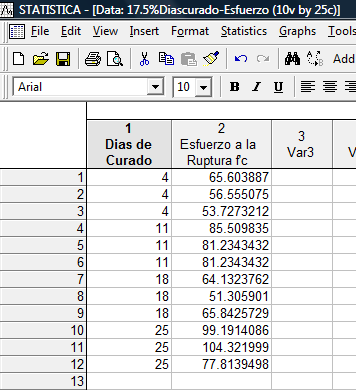 STATISTICA - [Data: 17.5%Diascurado-Esfuerzo (10v by 25c)]
File Edit View Insert Format Statistics Graphs Tools
Add
Arial 10 B I U
1 2 3
Dias de Curado Esfuerzo a la Ruptura f'c Var3
1 4 65.603887
2 4 56.555075
3 4 53.7273212
4 11 85.509835
5 11 81.2343432
6 11 81.2343432
7 18 64.1323762
8 18 51.305901
9 18 65.8425729
10 25 99.1914086
11 25 104.321999
12 25 77.8139498
13